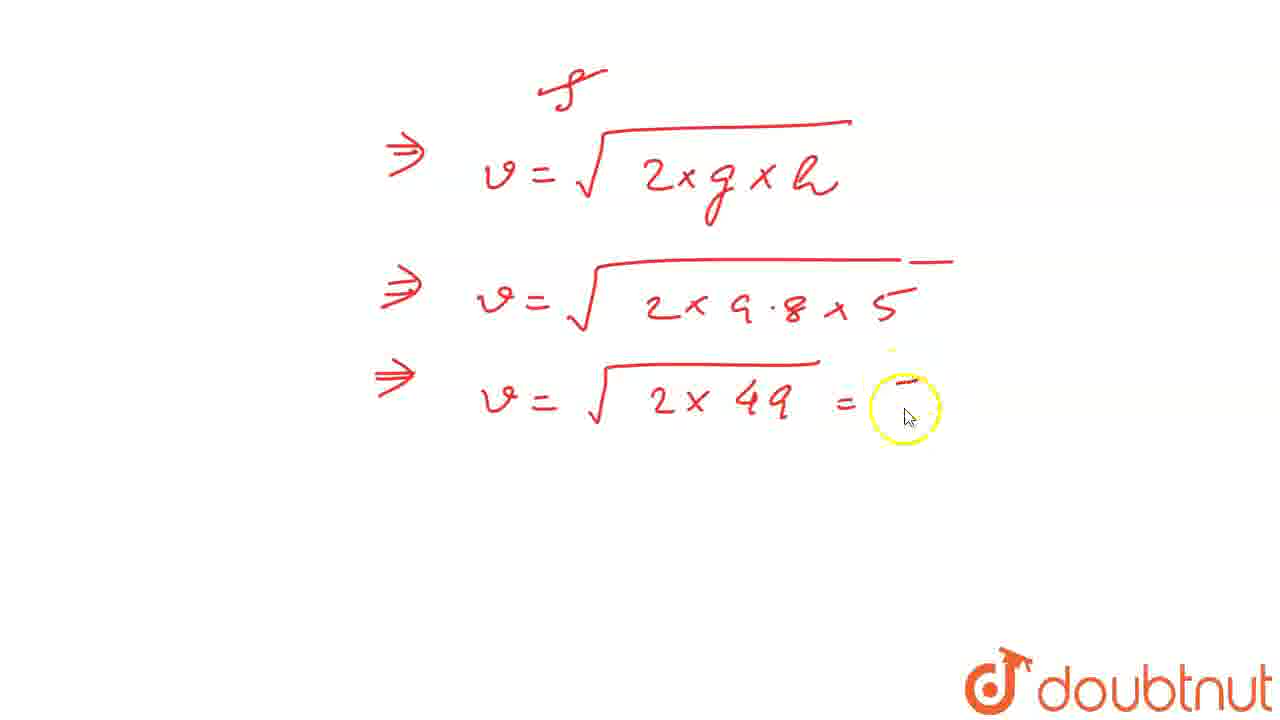 ⇒ v = √(2 × g × h)
⇒ v = √(2 × 9.8 × 5)
⇒ v = √(2 × 49) =
doubtnut